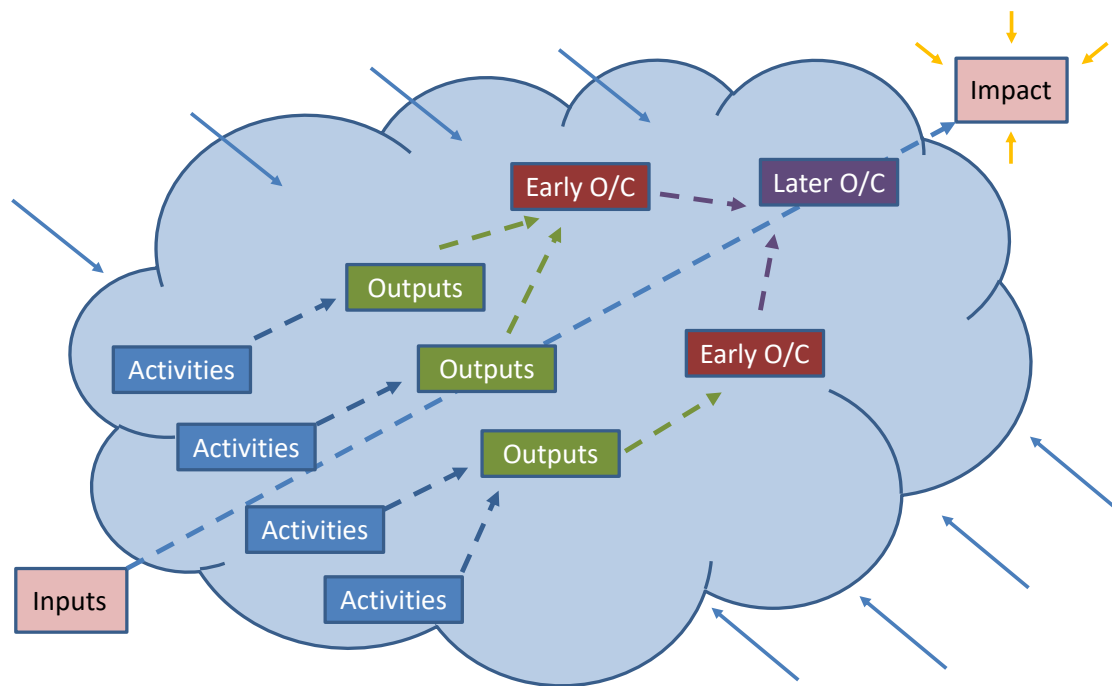 Impact
Early O/C
Later O/C
Outputs
Early O/C
Activities
Outputs
Activities
Outputs
Activities
Inputs
Activities